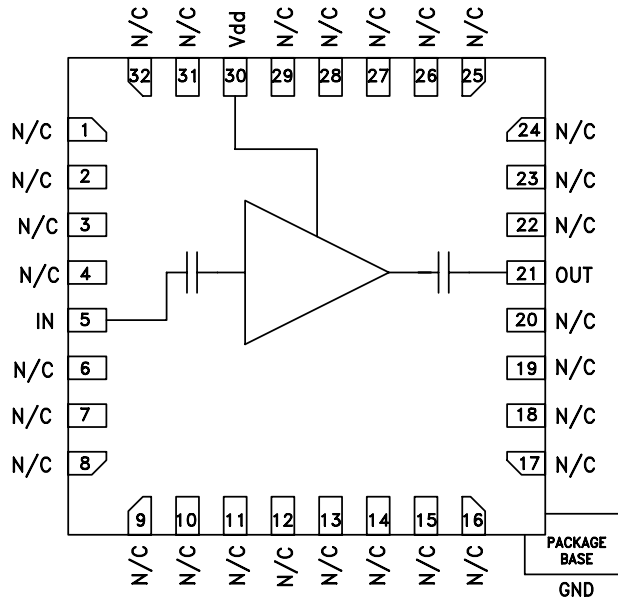 N/C N/C Vdd N/C N/C N/C N/C N/C
32 31 30 29 28 27 26 25
N/C 1 24 N/C
N/C 2 23 N/C
N/C 3 22 N/C
N/C 4 21 OUT
IN 5 20 N/C
N/C 6 19 N/C
N/C 7 18 N/C
N/C 8 17 N/C
9 10 11 12 13 14 15 16
N/C N/C N/C N/C N/C N/C N/C N/C
PACKAGE
BASE
GND